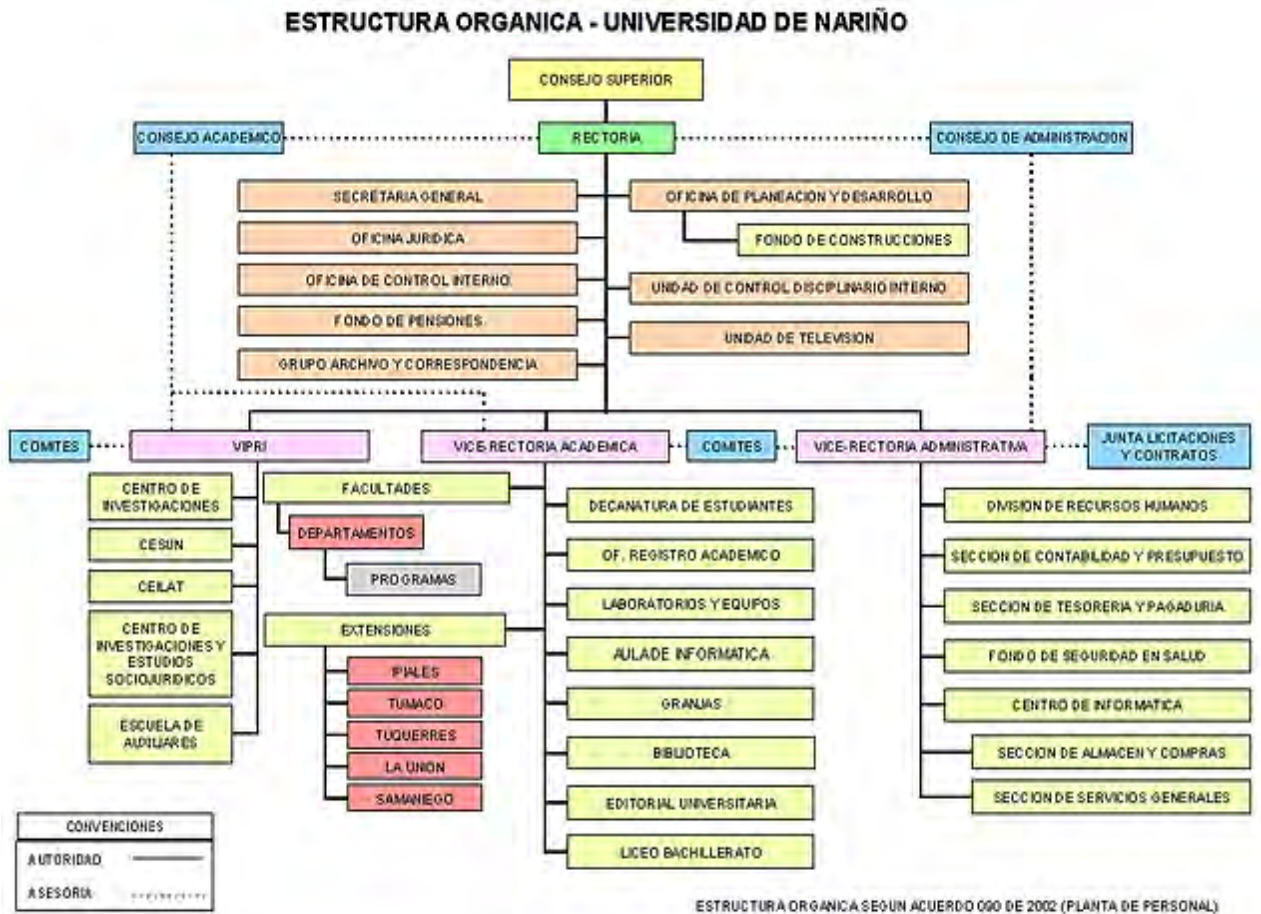 ESTRUCTURA ORGANICA - UNIVERSIDAD DE NARIÑO
CONSEJO SUPERIOR
CONSEJO ACADEMICO
RECTORIA
CONSEJO DE ADMINISTRACION
SECRETARIA GENERAL
OFICINA DE PLANEACION Y DESARROLLO
OFICINA JURIDICA
FONDO DE CONSTRUCCIONES
OFICINA DE CONTROL INTERNO
UNIDAD DE CONTROL DISCIPLINARIO INTERNO
FONDO DE PENSIONES
UNIDAD DE TELEVISION
GRUPO ARCHIVO Y CORRESPONDENCIA
COMITES
VIPRI
VICE-RECTORIA ACADEMICA
COMITES
VICE-RECTORIA ADMINISTRATIVA
JUNTA LICITACIONES
Y CONTRATOS
CENTRO DE
INVESTIGACIONES
CESUN
CEILAT
CENTRO DE
INVESTIGACIONES Y
ESTUDIOS
SOCIOJURIDICOS
ESCUELA DE
AUXILIARES
FACULTADES
DEPARTAMENTOS
PROGRAMAS
EXTENSIONES
IPIALES
TUMACO
TUQUERRES
LA UNION
SAMANIEGO
DECANATURA DE ESTUDIANTES
OF. REGISTRO ACADEMICO
LABORATORIOS Y EQUIPOS
AULA DE INFORMATICA
GRANJAS
BIBLIOTECA
EDITORIAL UNIVERSITARIA
LICEO BACHILLERATO
DIVISION DE RECURSOS HUMANOS
SECCION DE CONTABILIDAD Y PRESUPUESTO
SECCION DE TESORERIA Y PAGADURIA
FONDO DE SEGURIDAD EN SALUD
CENTRO DE INFORMATICA
SECCION DE ALMACEN Y COMPRAS
SECCION DE SERVICIOS GENERALES
CONVENCIONES
AUTORIDAD
ASESORIA
ESTRUCTURA ORGANICA SEGUN ACUERDO 090 DE 2002 (PLANTA DE PERSONAL)